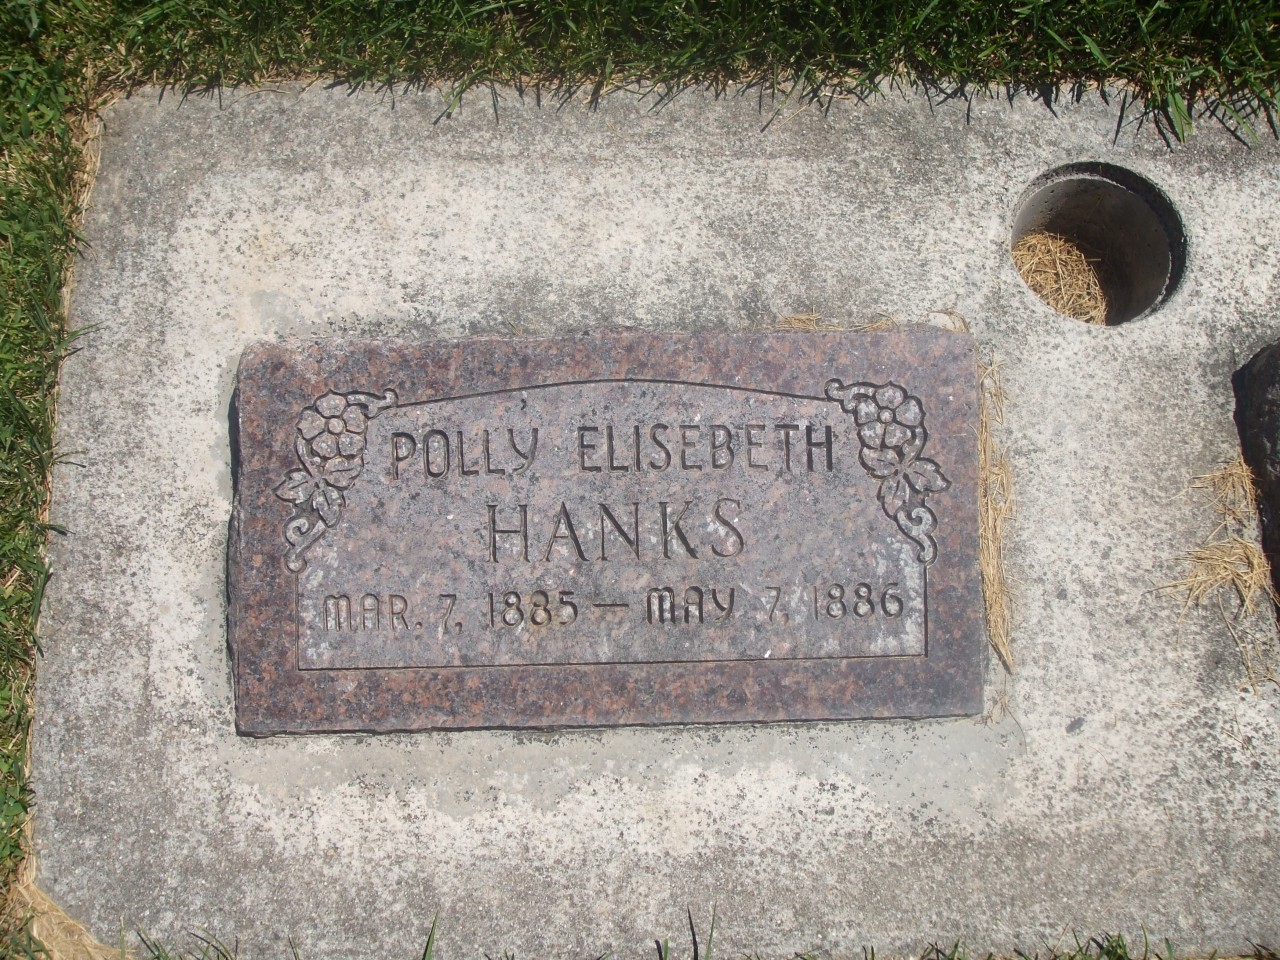 POLLY ELISEBETH
HANKS
MAR. 7, 1885 — MAY 7, 1886